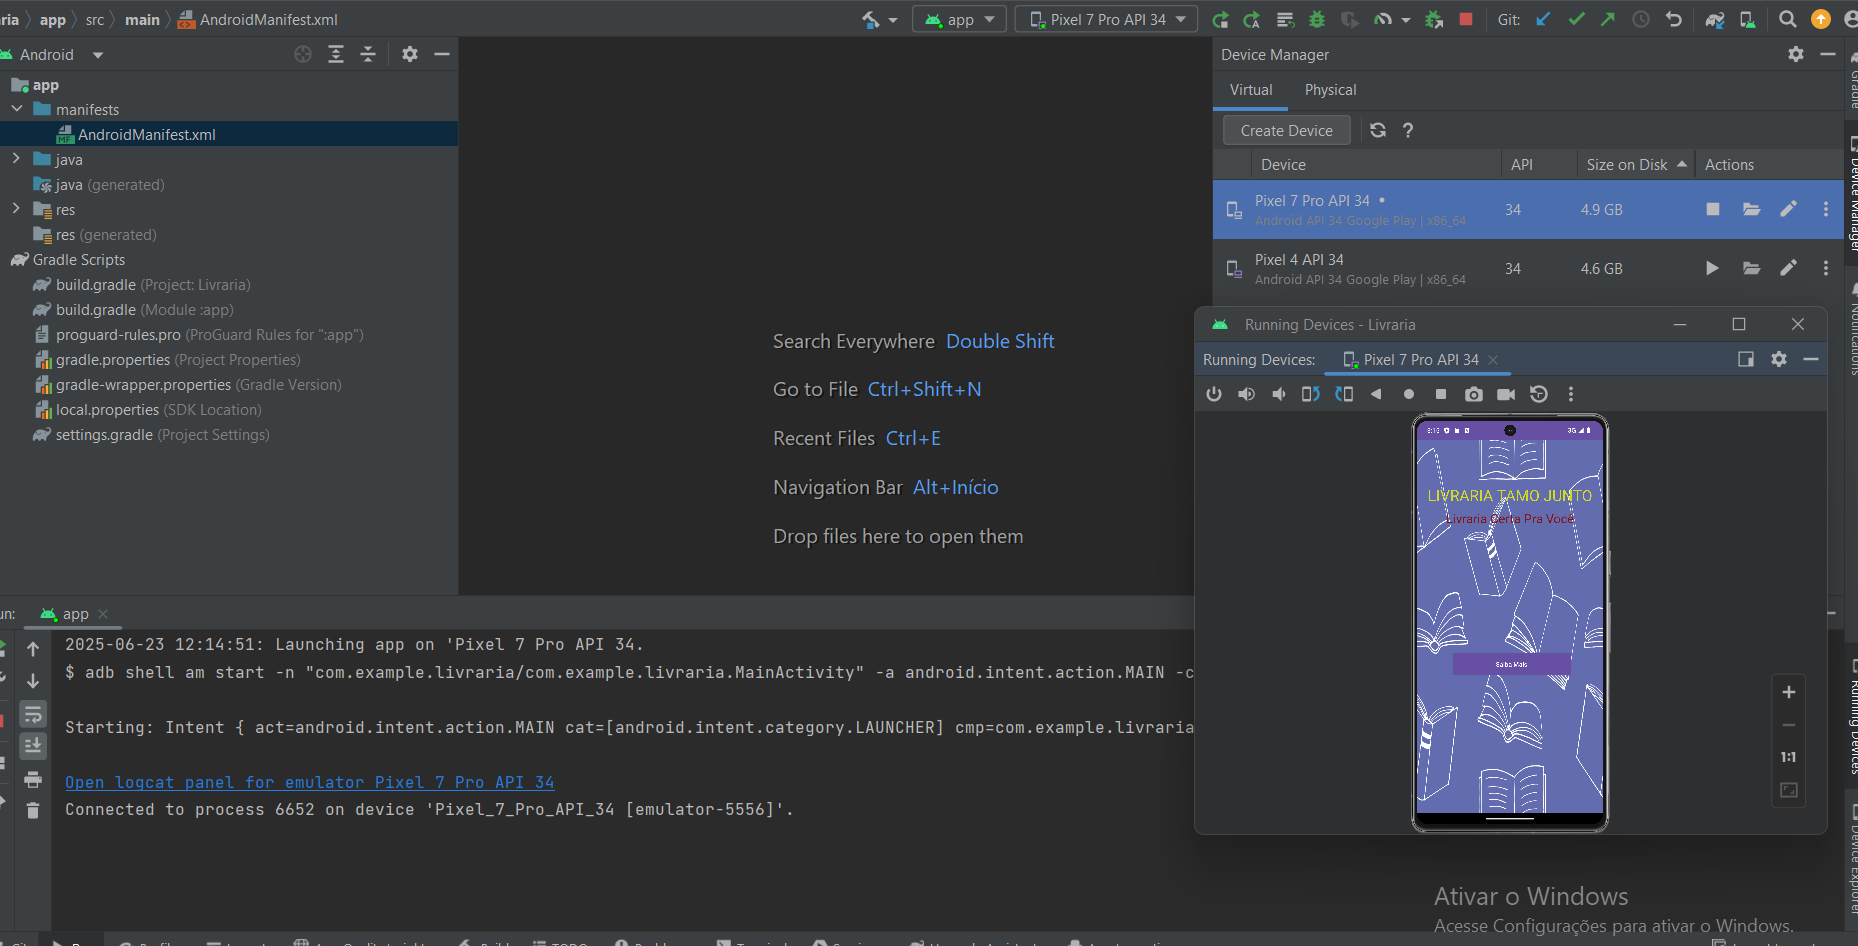 aria app src main AndroidManifest.xml
app
Pixel 7 Pro API 34
Git:
Android
app
manifests
AndroidManifest.xml
java
java (generated)
res
res (generated)
Gradle Scripts
build.gradle (Project: Livraria)
build.gradle (Module :app)
proguard-rules.pro (ProGuard Rules for ":app")
gradle.properties (Project Properties)
gradle-wrapper.properties (Gradle Version)
local.properties (SDK Location)
settings.gradle (Project Settings)
Search Everywhere Double Shift
Go to File Ctrl+Shift+N
Recent Files Ctrl+E
Navigation Bar Alt+Início
Drop files here to open them
Device Manager
Virtual Physical
Create Device
?
Device API Size on Disk Actions
Pixel 7 Pro API 34 •
Android API 34 Google Play | x86_64
34 4.9 GB
Pixel 4 API 34
Android API 34 Google Play | x86_64
34 4.6 GB
Running Devices - Livraria
Running Devices: Pixel 7 Pro API 34
3G
LIVRARIA TAMO JUNTO
Livraria Certa Pra Você
Saiba Mais
1:1
Gradle
Device Manager
Notifications
Running Devices
Device Explorer
un: app
2025-06-23 12:14:51: Launching app on 'Pixel 7 Pro API 34.
$ adb shell am start -n "com.example.livraria/com.example.livraria.MainActivity" -a android.intent.action.MAIN -c
Starting: Intent { act=android.intent.action.MAIN cat=[android.intent.category.LAUNCHER] cmp=com.example.livraria
Open logcat panel for emulator Pixel 7 Pro API 34
Connected to process 6652 on device 'Pixel_7_Pro_API_34 [emulator-5556]'.
Ativar o Windows
Acesse Configurações para ativar o Windows.